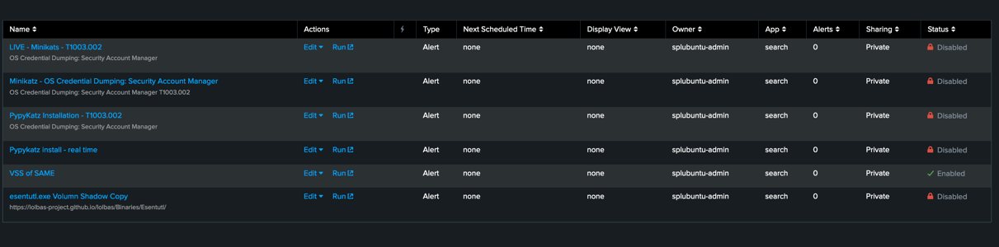 Name Actions Type Next Scheduled Time Display View Owner App Alerts Sharing Status
LIVE - Minikats - T1003.002 Edit Run Alert none none splubuntu-admin search 0 Private Disabled
OS Credential Dumping: Security Account Manager
Minikatz - OS Credential Dumping: Security Account Manager Edit Run Alert none none splubuntu-admin search 0 Private Disabled
OS Credential Dumping: Security Account Manager T1003.002
PypyKatz Installation - T1003.002 Edit Run Alert none none splubuntu-admin search 0 Private Disabled
OS Credential Dumping: Security Account Manager
Pypykatz install - real time Edit Run Alert none none splubuntu-admin search 0 Private Disabled
VSS of SAME Edit Run Alert none none splubuntu-admin search 0 Private Enabled
esentutl.exe Volumn Shadow Copy Edit Run Alert none none splubuntu-admin search 0 Private Disabled
https://lolbas-project.github.io/lolbas/Binaries/Esentutl/